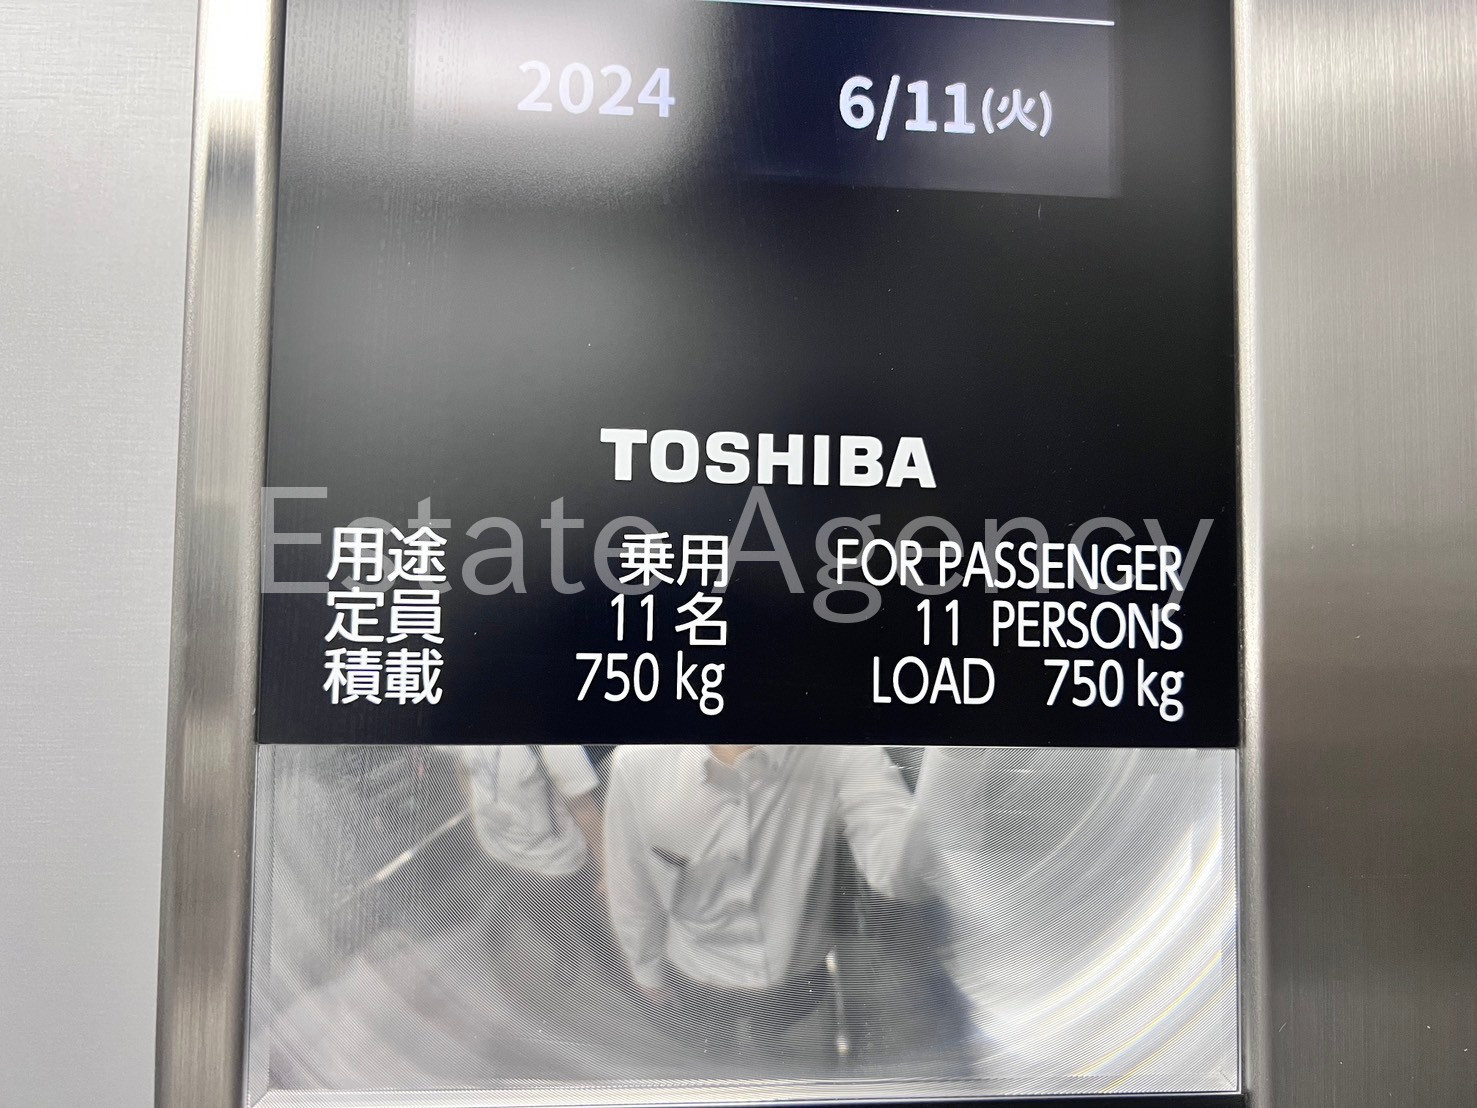 2024 6/11(火)
TOSHIBA
Estate Agency
用途 乗用 FOR PASSENGER
定員 11名 11 PERSONS
積載 750 kg LOAD 750 kg